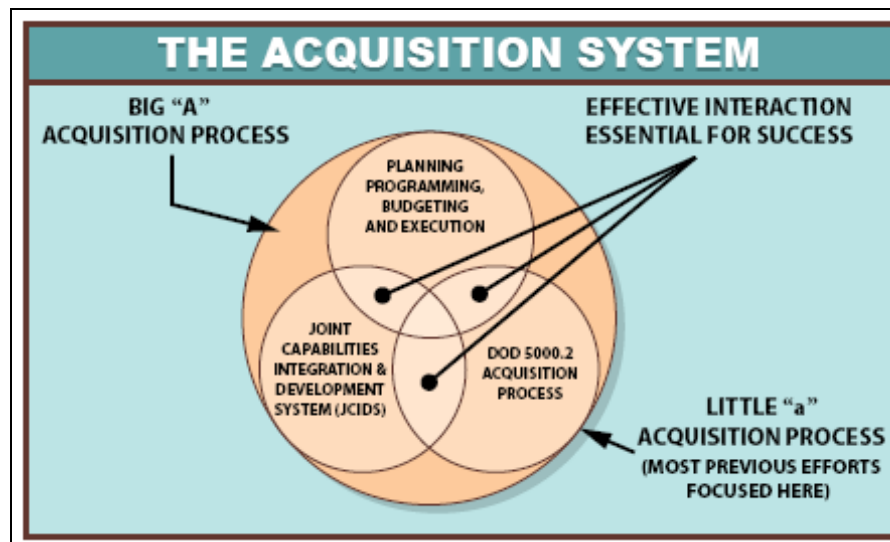 THE ACQUISITION SYSTEM
BIG “A”
ACQUISITION PROCESS
EFFECTIVE INTERACTION
ESSENTIAL FOR SUCCESS
PLANNING
PROGRAMMING,
BUDGETING
AND EXECUTION
JOINT
CAPABILITIES
INTEGRATION &
DEVELOPMENT
SYSTEM (JCIDS)
DOD 5000.2
ACQUISITION
PROCESS
LITTLE “a”
ACQUISITION PROCESS
(MOST PREVIOUS EFFORTS
FOCUSED HERE)